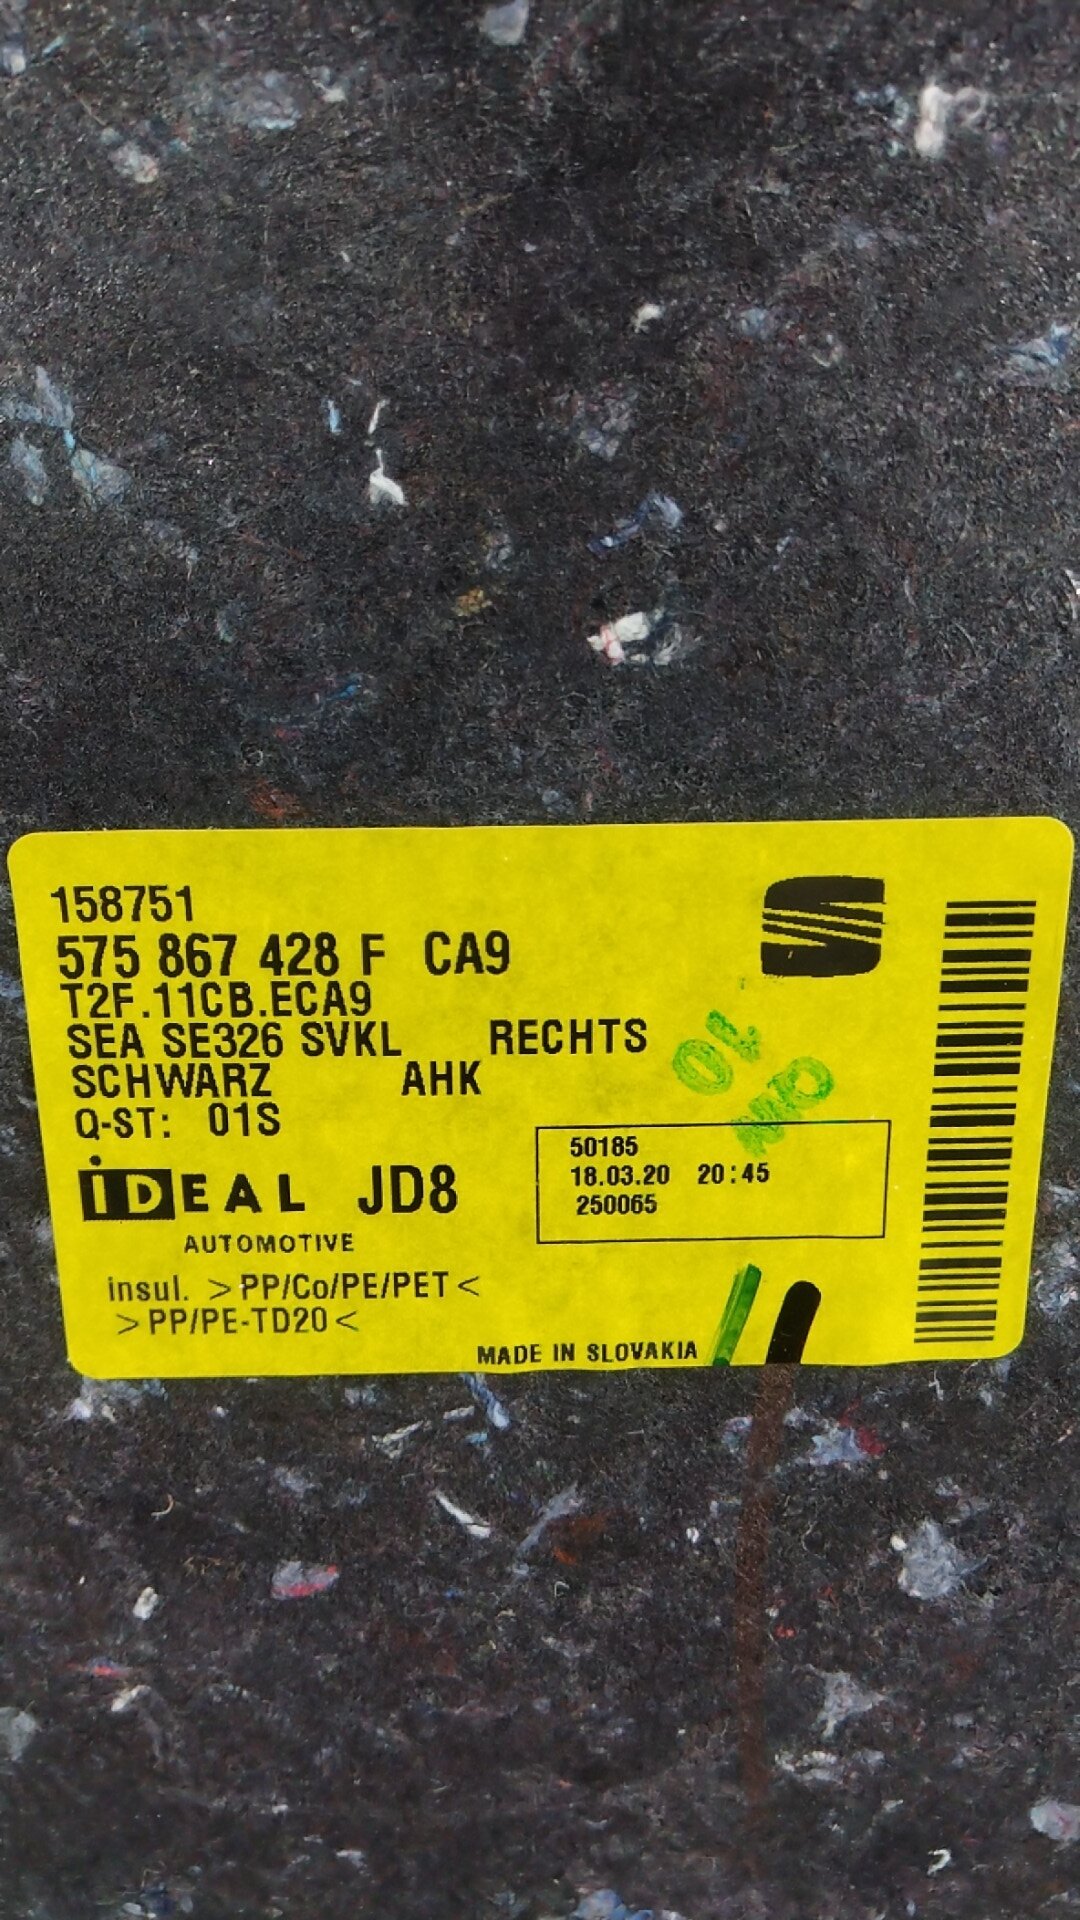 158751
575 867 428 F CA9
T2F.11CB.ECA9
SEA SE326 SVKL RECHTS
SCHWARZ AHK
Q-ST: 01S
iDEAL JD8
AUTOMOTIVE
50185
18.03.20 20:45
250065
insul. >PP/Co/PE/PET<
>PP/PE-TD20<
MADE IN SLOVAKIA
10